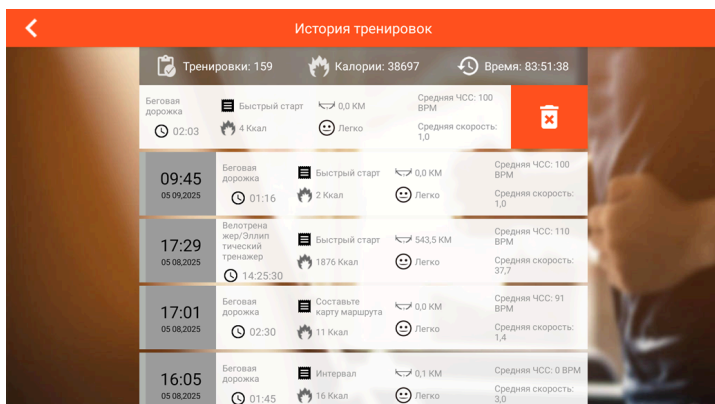 История тренировок
Тренировки: 159 Калории: 38697 Время: 83:51:38
Беговая
дорожка
02:03
Быстрый старт
4 Ккал
0,0 КМ
Легко
Средняя ЧСС: 100
BPM
Средняя скорость:
1,0
09:45
05 09,2025
Беговая
дорожка
01:16
Быстрый старт
2 Ккал
0,0 КМ
Легко
Средняя ЧСС: 100
BPM
Средняя скорость:
1,0
17:29
05 08,2025
Велотрена
жер/Эллип
тический
тренажер
14:25:30
Быстрый старт
1876 Ккал
543,5 КМ
Легко
Средняя ЧСС: 110
BPM
Средняя скорость:
37,7
17:01
05 08,2025
Беговая
дорожка
02:30
Составьте
карту маршрута
11 Ккал
0,0 КМ
Легко
Средняя ЧСС: 91
BPM
Средняя скорость:
1,4
16:05
05 08,2025
Беговая
дорожка
01:45
Интервал
16 Ккал
0,1 КМ
Легко
Средняя ЧСС: 0 BPM
Средняя скорость:
3,0